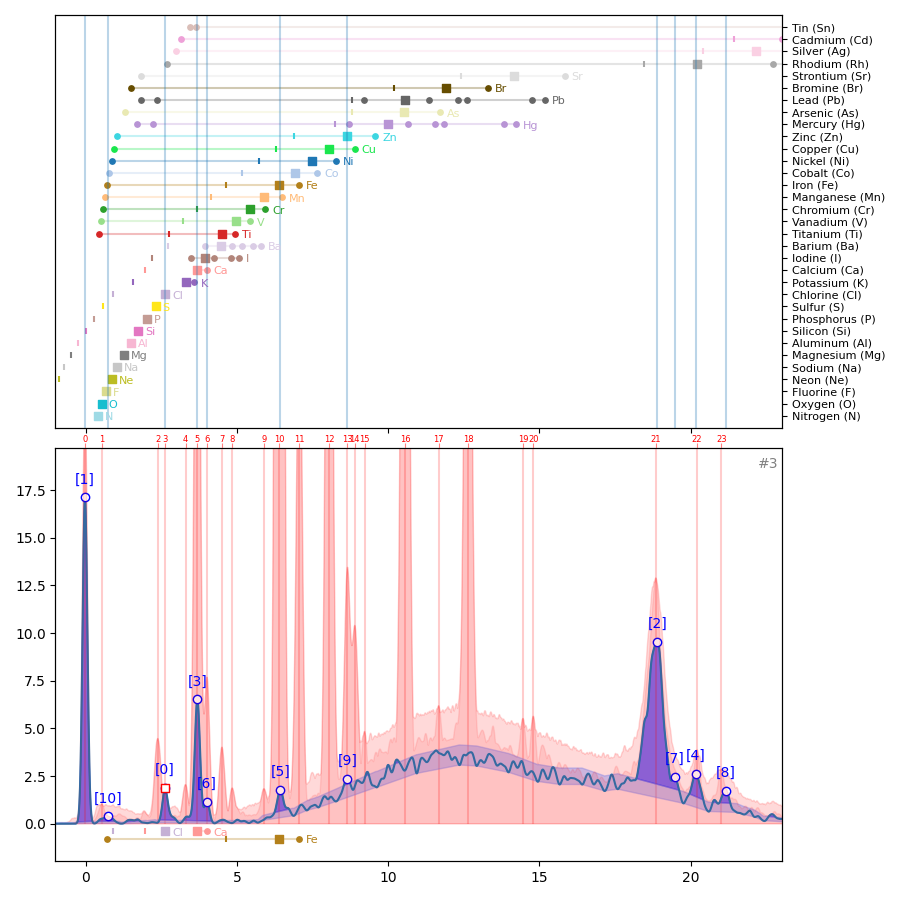 Tin (Sn)
Cadmium (Cd)
Silver (Ag)
Rhodium (Rh)
Sr Strontium (Sr)
Br Bromine (Br)
Pb Lead (Pb)
As Arsenic (As)
Hg Mercury (Hg)
Zn Zinc (Zn)
Cu Copper (Cu)
Ni Nickel (Ni)
Co Cobalt (Co)
Fe Iron (Fe)
Mn Manganese (Mn)
Cr Chromium (Cr)
V Vanadium (V)
Ti Titanium (Ti)
Ba Barium (Ba)
I Iodine (I)
Ca Calcium (Ca)
K Potassium (K)
Cl Chlorine (Cl)
S Sulfur (S)
P Phosphorus (P)
Si Silicon (Si)
Al Aluminum (Al)
Mg Magnesium (Mg)
Na Sodium (Na)
Ne Neon (Ne)
F Fluorine (F)
O Oxygen (O)
N Nitrogen (N)
0 1 2 3 4 5 6 7 8 9 10 11 12 13 14 15 16 17 18 19 20 21 22 23
#3
[1]
17.5
15.0
12.5
10.0
[2]
7.5
[3]
5.0
[7] [4]
[9]
[0] [5] [8]
2.5
[6]
[10]
0.0
Cl Ca
Fe
0 5 10 15 20